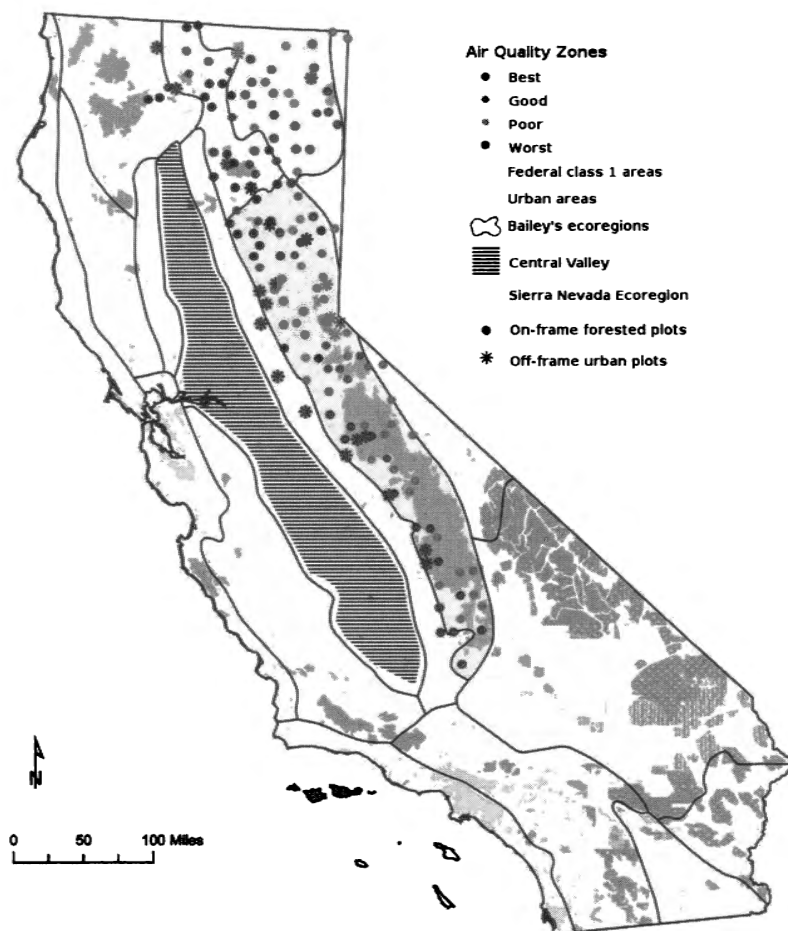 Air Quality Zones
Best
Good
Poor
Worst
Federal class 1 areas
Urban areas
Bailey's ecoregions
Central Valley
Sierra Nevada Ecoregion
On-frame forested plots
Off-frame urban plots
N
0 50 100 Miles